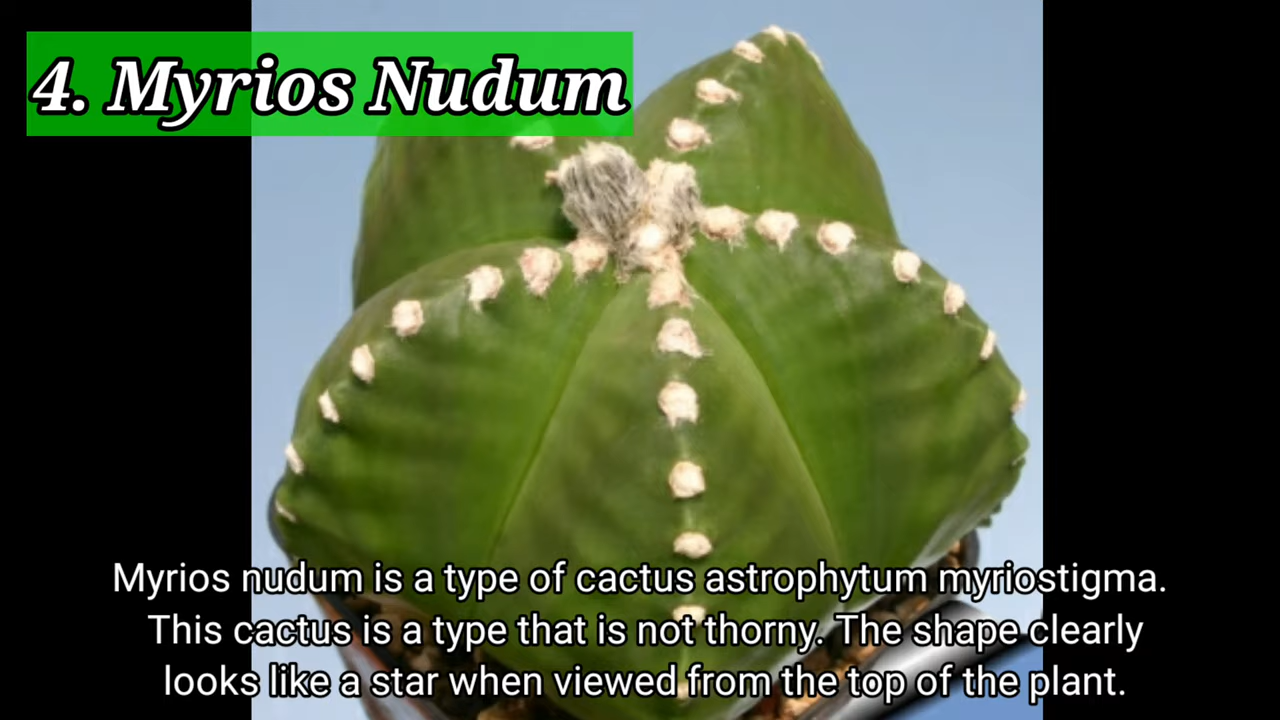 4. Myrios Nudum
Myrios nudum is a type of cactus astrophytum myriostigma.
This cactus is a type that is not thorny. The shape clearly
looks like a star when viewed from the top of the plant.